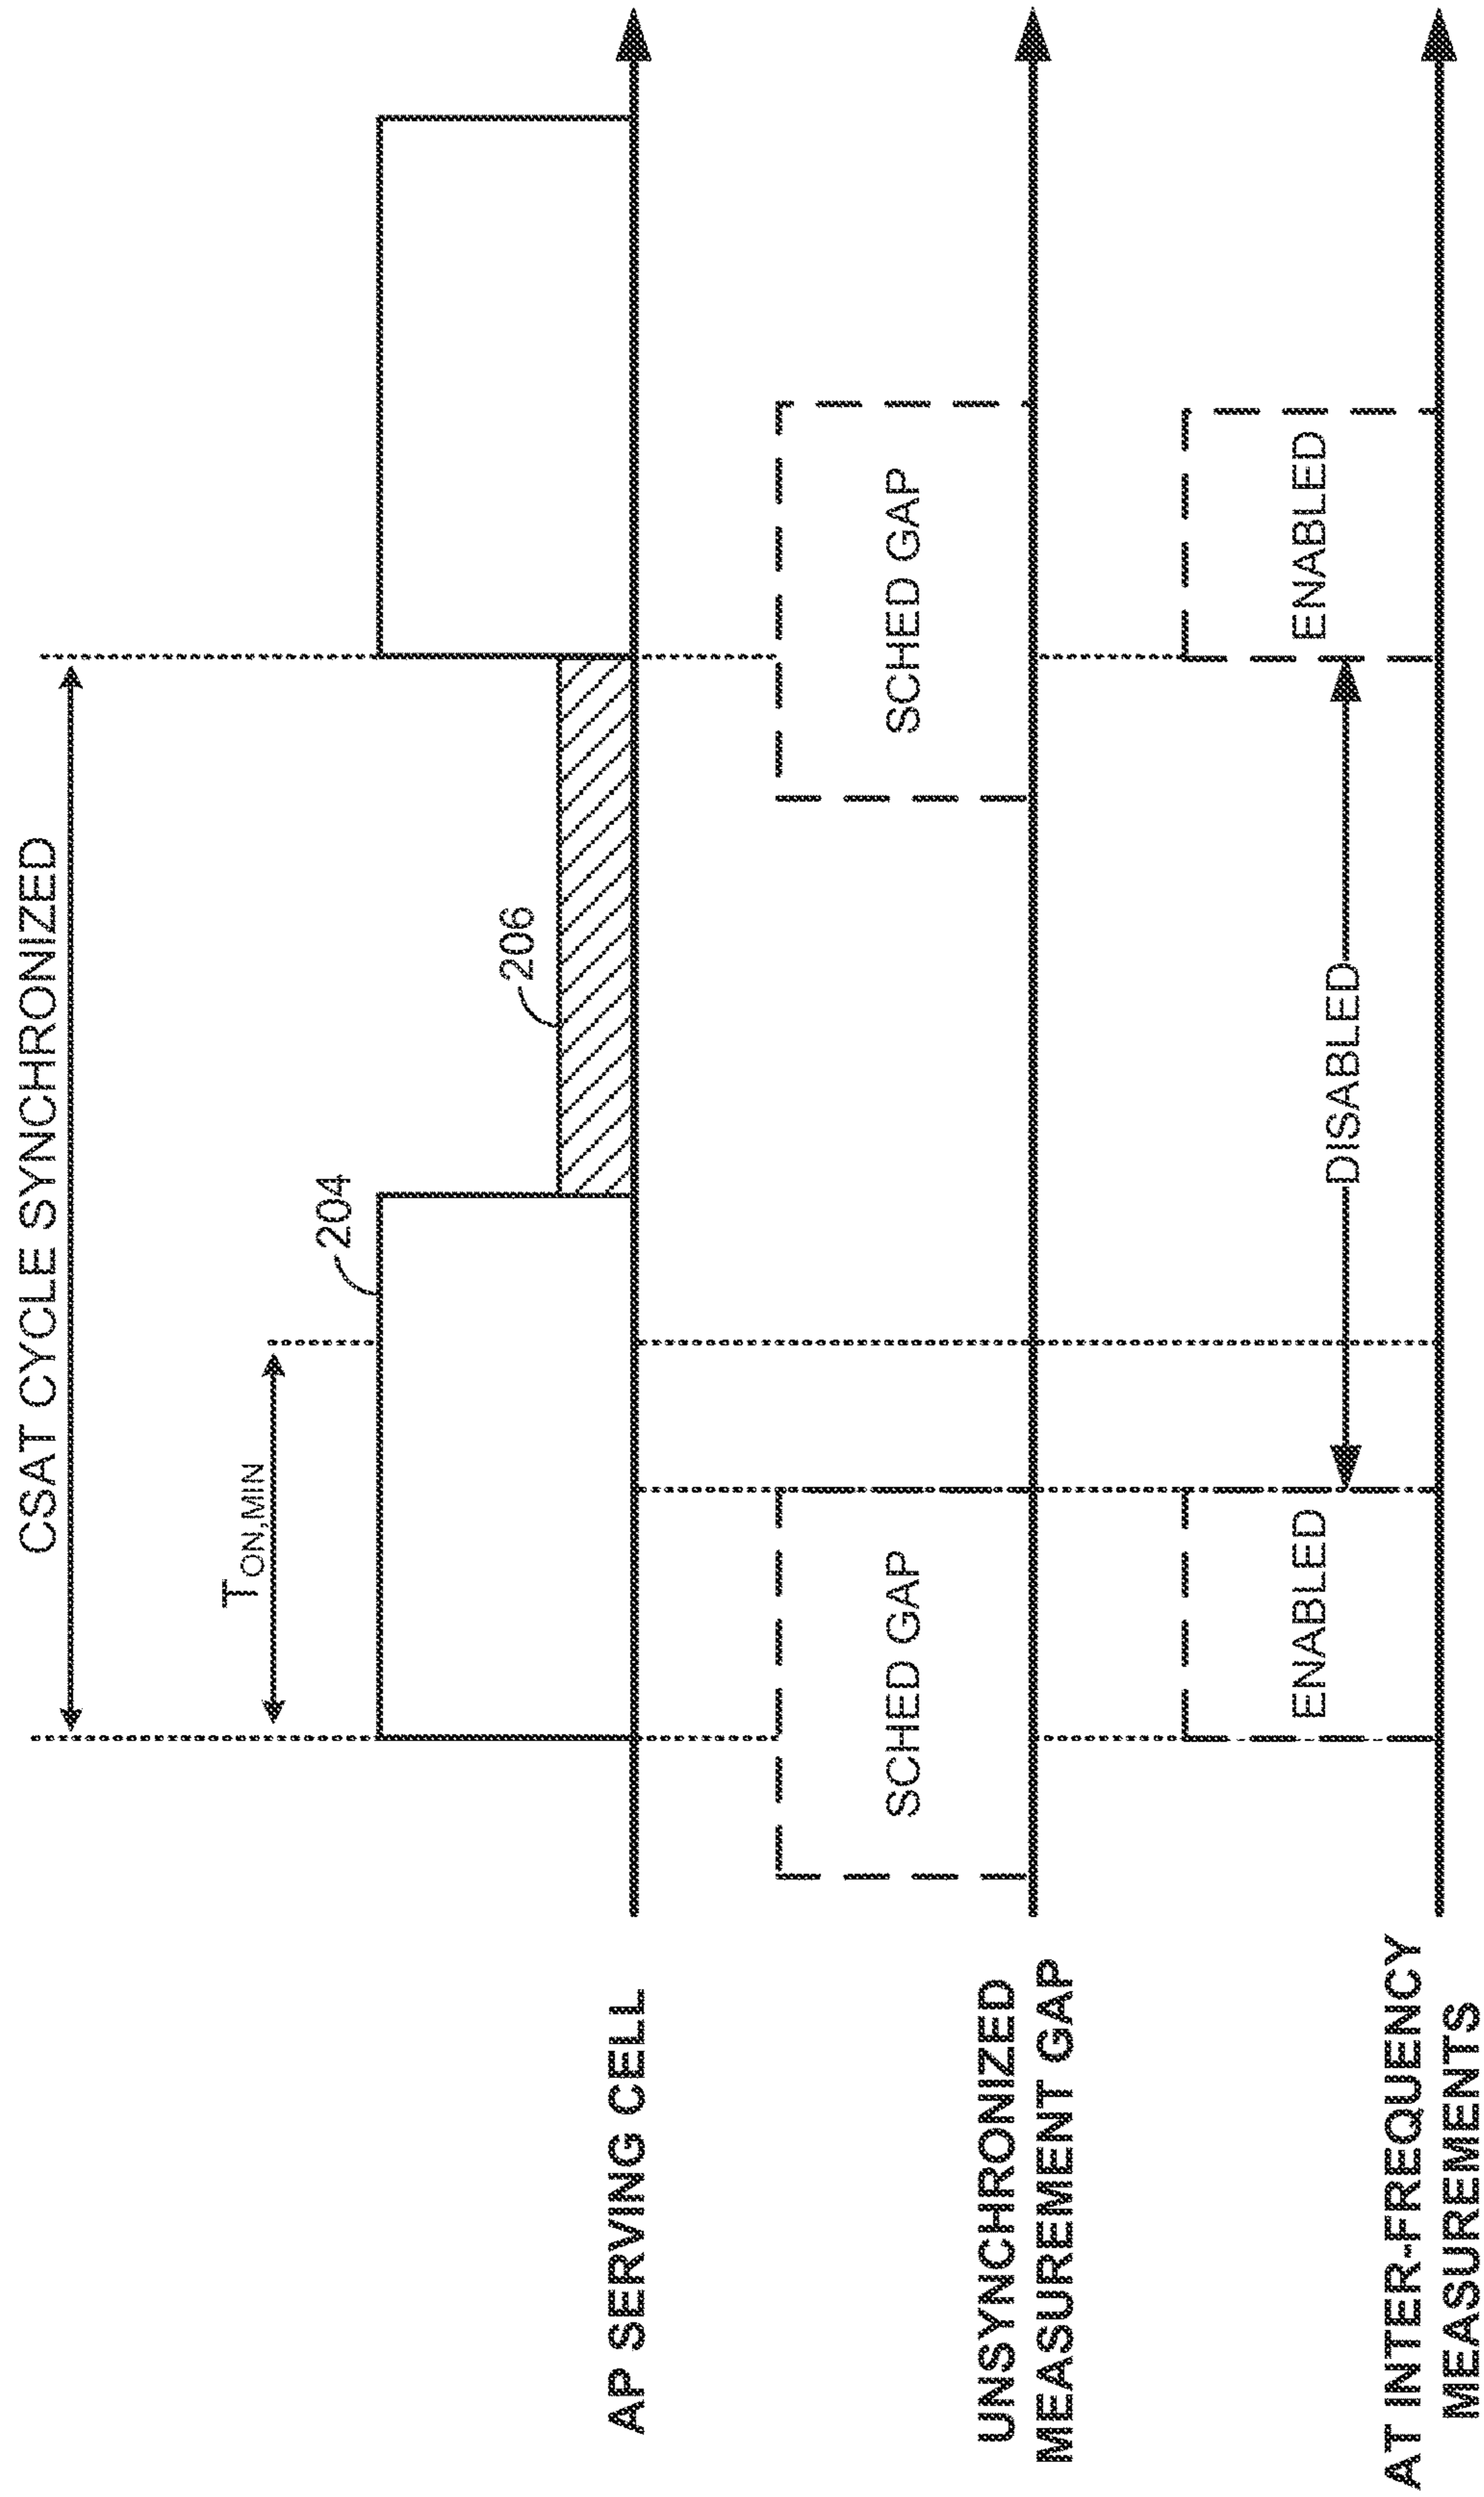 CSAT CYCLE SYNCHRONIZED
TON,MIN
204
206
AP SERVING CELL
SCHED GAP
SCHED GAP
UNSYNCHRONIZED
MEASUREMENT GAP
ENABLED
ENABLED
DISABLED
AT INTER-FREQUENCY
MEASUREMENTS